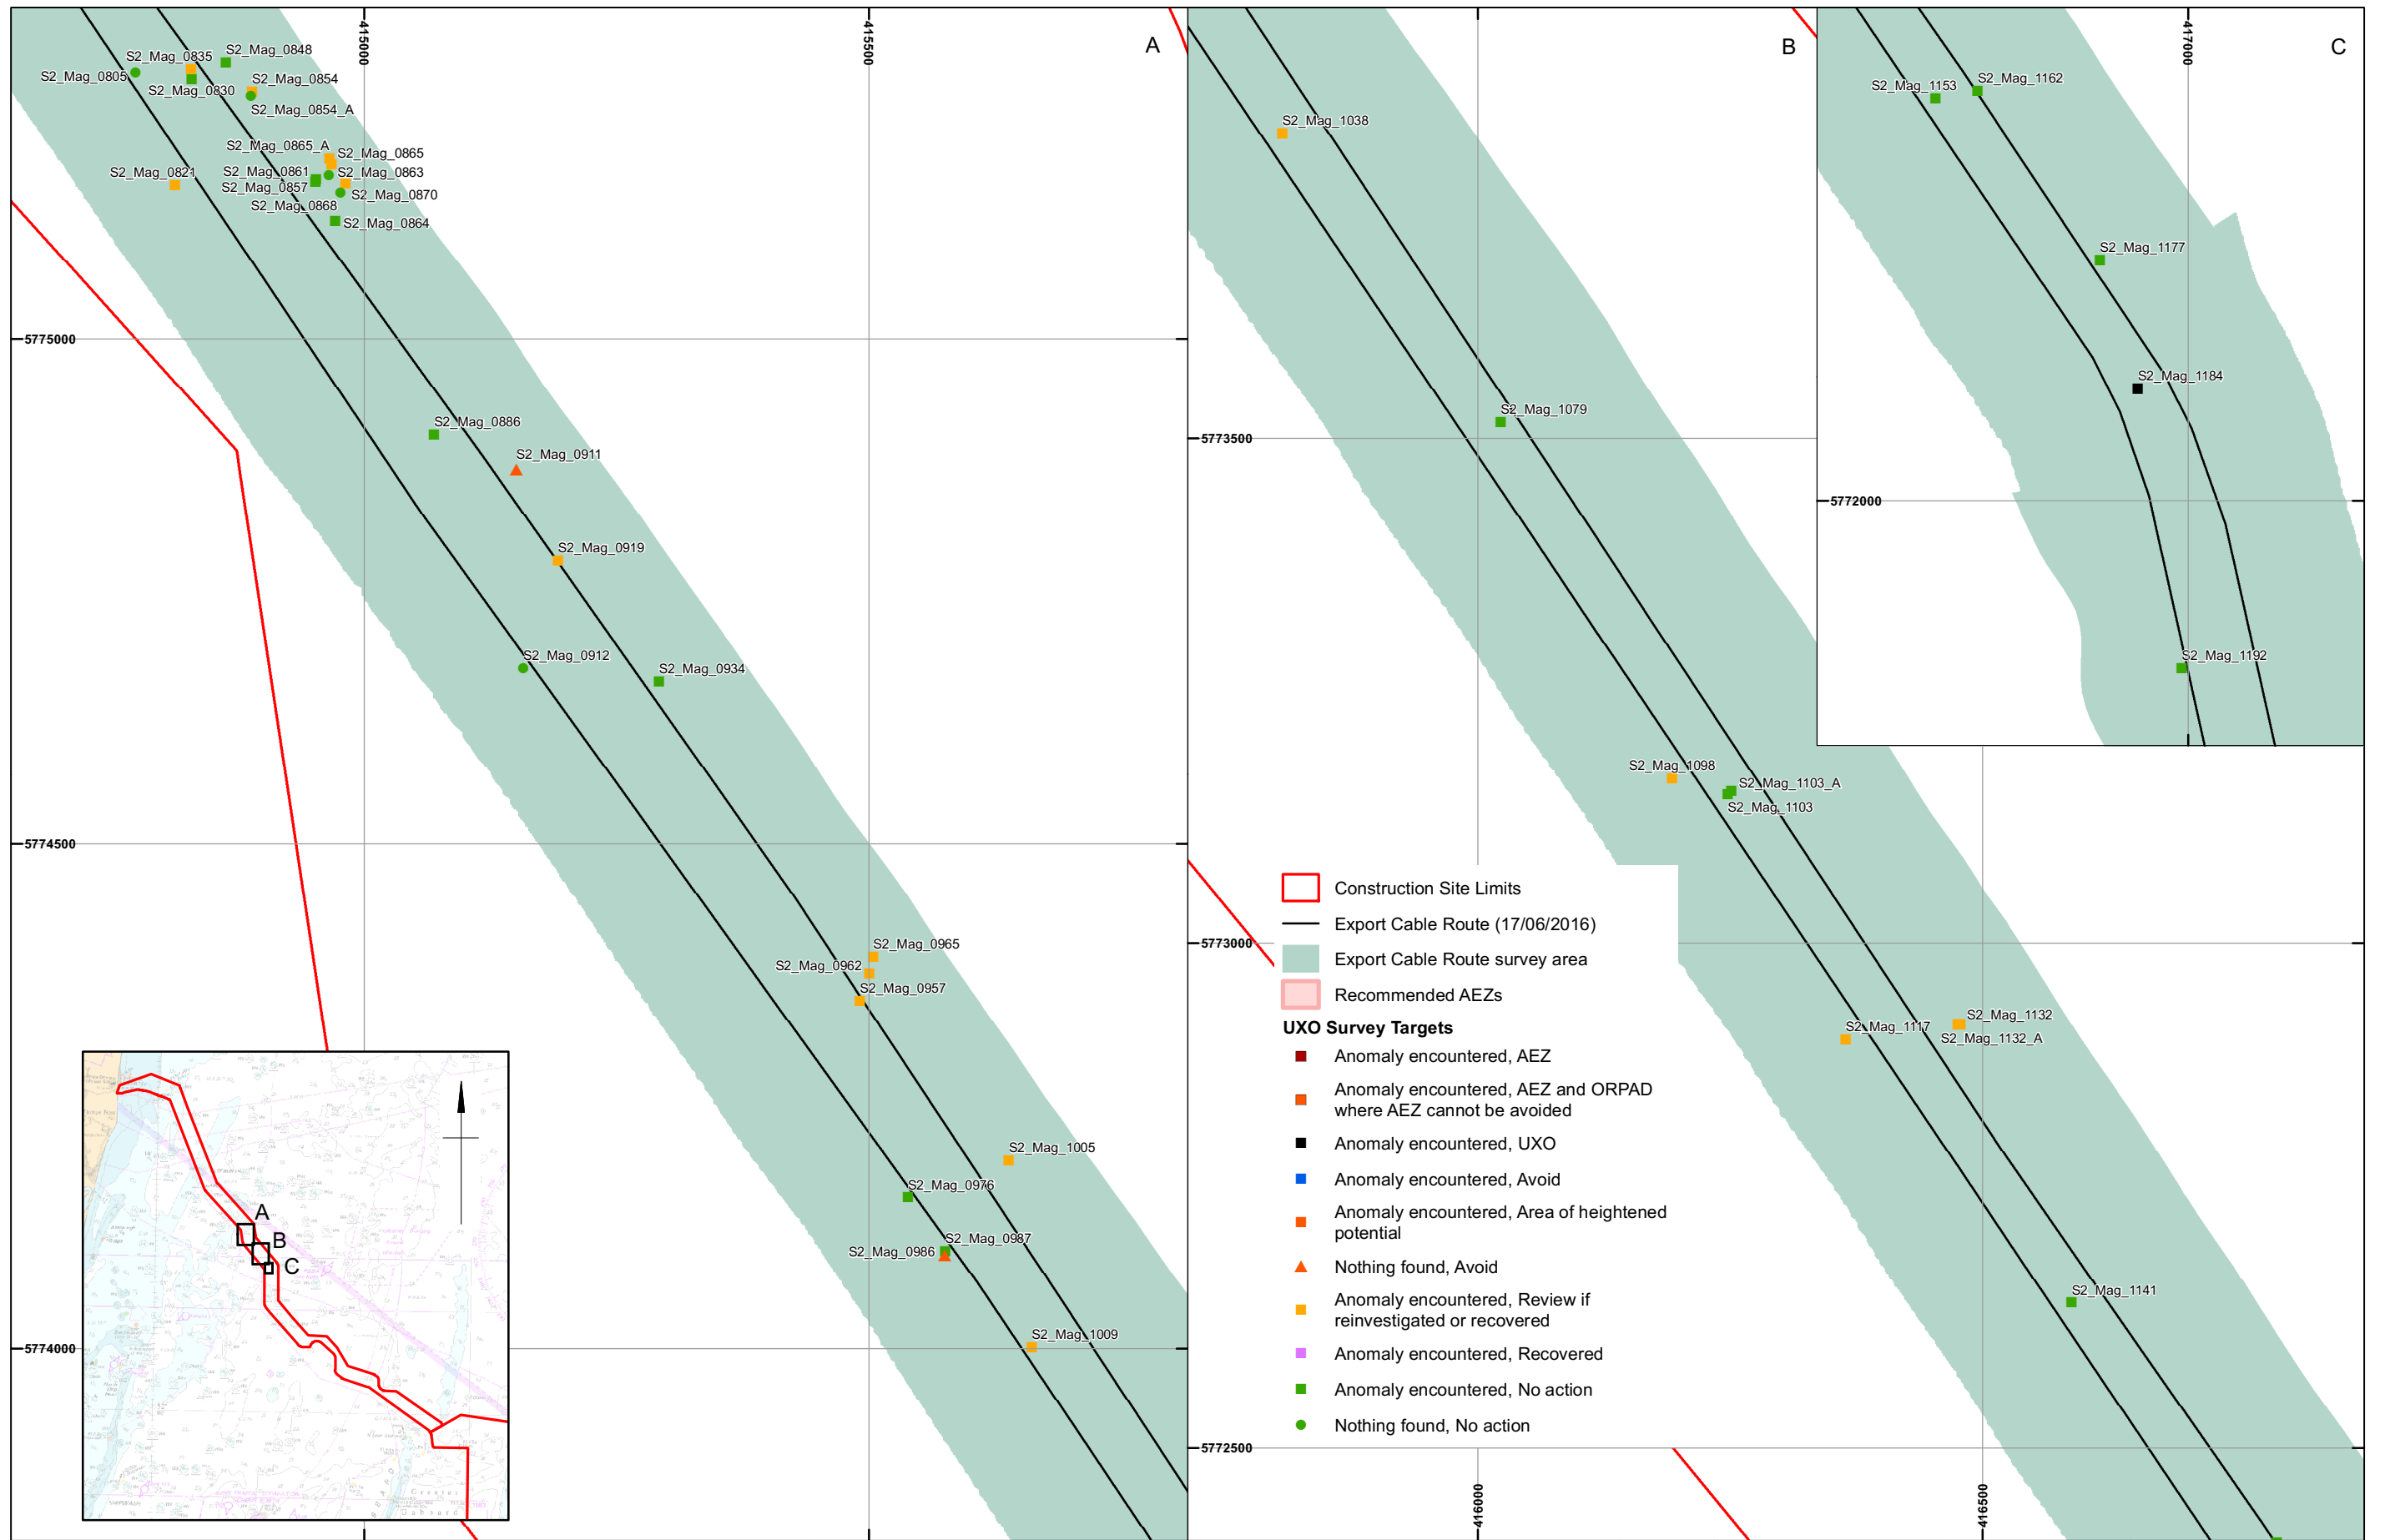 A
415000
415500
S2_Mag_0835
S2_Mag_0848
S2_Mag_0805
S2_Mag_0830
S2_Mag_0854
S2_Mag_0854_A
S2_Mag_0865_A
S2_Mag_0865
S2_Mag_0821
S2_Mag_0861
S2_Mag_0863
S2_Mag_0857
S2_Mag_0870
S2_Mag_0868
S2_Mag_0864
5775000
S2_Mag_0886
S2_Mag_0911
S2_Mag_0919
S2_Mag_0912
S2_Mag_0934
5774500
S2_Mag_0965
S2_Mag_0962
S2_Mag_0957
S2_Mag_1005
S2_Mag_0976
S2_Mag_0987
S2_Mag_0986
S2_Mag_1009
5774000
A
B
C
B
S2_Mag_1038
S2_Mag_1079
5773500
S2_Mag_1098
S2_Mag_1103_A
S2_Mag_1103
5773000
S2_Mag_1132
S2_Mag_1117
S2_Mag_1132_A
S2_Mag_1141
5772500
416000
416500
C
417000
S2_Mag_1153
S2_Mag_1162
S2_Mag_1177
S2_Mag_1184
5772000
S2_Mag_1192
Construction Site Limits
Export Cable Route (17/06/2016)
Export Cable Route survey area
Recommended AEZs
UXO Survey Targets
Anomaly encountered, AEZ
Anomaly encountered, AEZ and ORPAD
where AEZ cannot be avoided
Anomaly encountered, UXO
Anomaly encountered, Avoid
Anomaly encountered, Area of heightened
potential
Nothing found, Avoid
Anomaly encountered, Review if
reinvestigated or recovered
Anomaly encountered, Recovered
Anomaly encountered, No action
Nothing found, No action